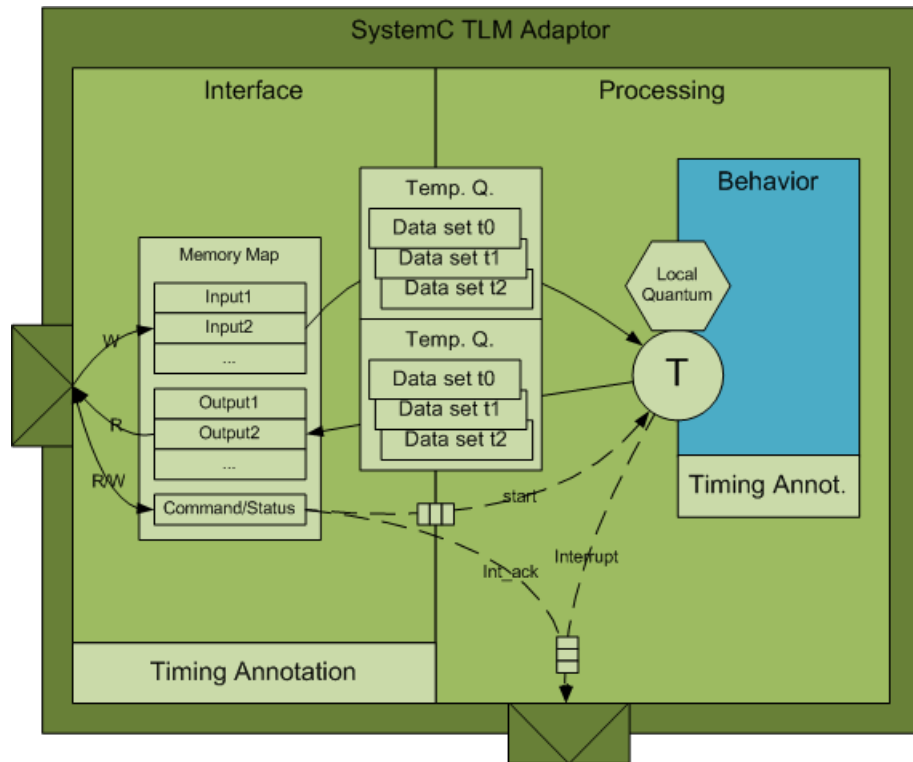 SystemC TLM Adaptor
Interface
Processing
Temp. Q.
Data set t0
Data set t1
Data set t2
Temp. Q.
Data set t0
Data set t1
Data set t2
Memory Map
Input1
Input2
...
Output1
Output2
...
Command/Status
W
R
R/W
Behavior
Local
Quantum
T
Timing Annot.
start
Interrupt
Int_ack
Timing Annotation